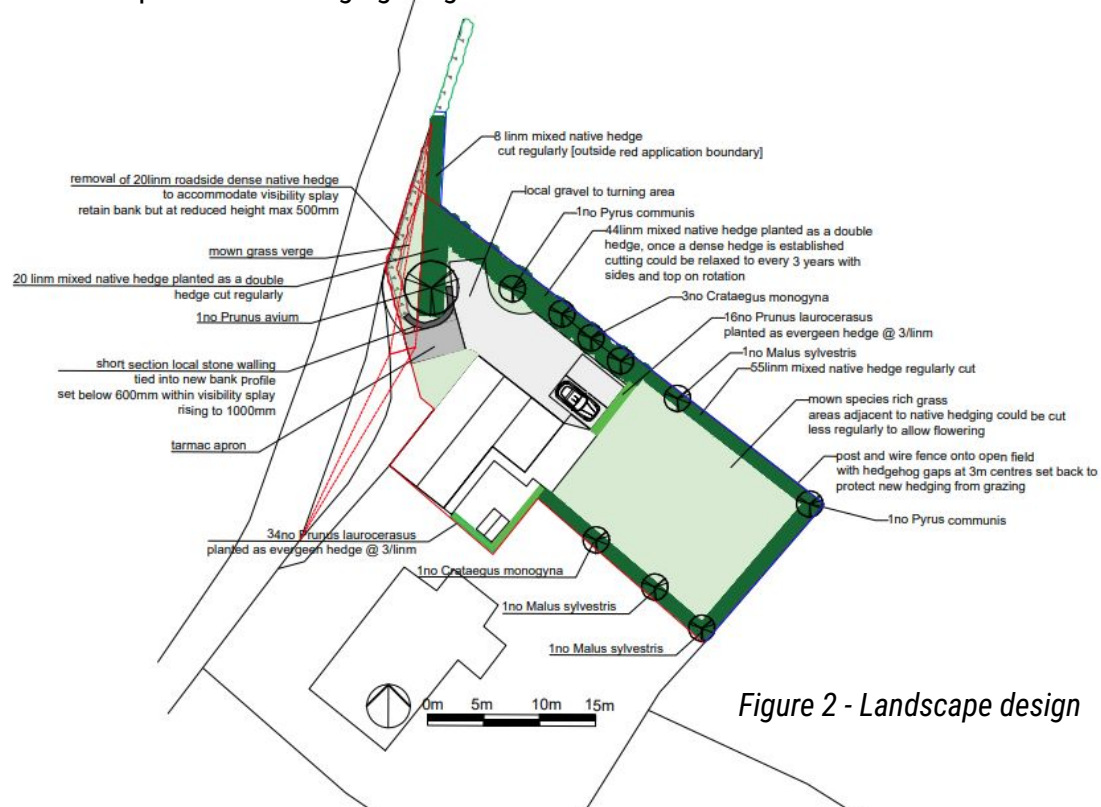 8 linm mixed native hedge
cut regularly [outside red application boundary]
removal of 20linm roadside dense native hedge
to accommodate visibility splay
retain bank but at reduced height max 500mm
local gravel to turning area
1no Pyrus communis
44linm mixed native hedge planted as a double
hedge, once a dense hedge is established
cutting could be relaxed to every 3 years with
sides and top on rotation
mown grass verge
20 linm mixed native hedge planted as a double
hedge cut regularly
3no Crataegus monogyna
16no Prunus laurocerasus
planted as evergeen hedge @ 3/linm
1no Prunus avium
1no Malus sylvestris
55linm mixed native hedge regularly cut
short section local stone walling
tied into new bank profile
set below 600mm within visibility splay
rising to 1000mm
mown species rich grass
areas adjacent to native hedging could be cut
less regularly to allow flowering
tarmac apron
post and wire fence onto open field
with hedgehog gaps at 3m centres set back to
protect new hedging from grazing
1no Pyrus communis
34no Prunus laurocerasus
planted as evergeen hedge @ 3/linm
1no Crataegus monogyna
1no Malus sylvestris
1no Malus sylvestris
0m 5m 10m 15m
Figure 2 - Landscape design